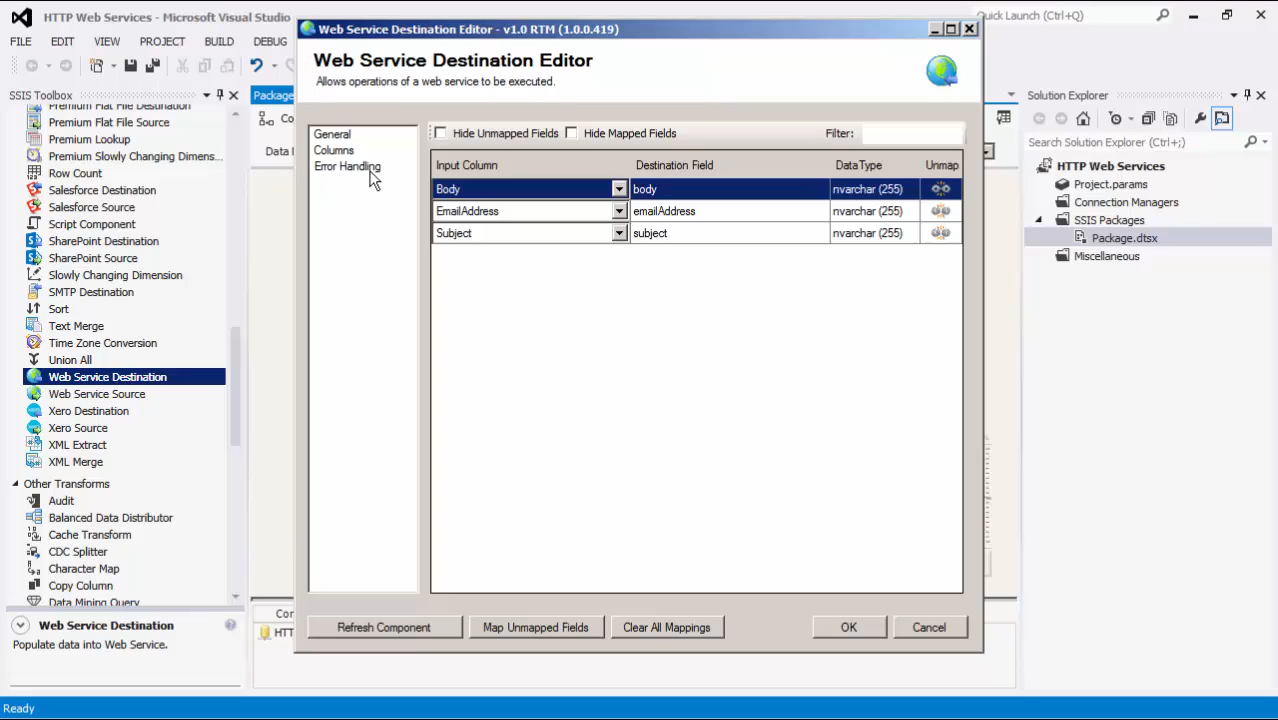 HTTP Web Services - Microsoft Visual Studio
Quick Launch (Ctrl+Q)
FILE EDIT VIEW PROJECT BUILD DEBUG
SSIS Toolbox
Premium Flat File Destination
Premium Flat File Source
Premium Lookup
Premium Slowly Changing Dimens...
Row Count
Salesforce Destination
Salesforce Source
Script Component
SharePoint Destination
SharePoint Source
Slowly Changing Dimension
SMTP Destination
Sort
Text Merge
Time Zone Conversion
Union All
Web Service Destination
Web Service Source
Xero Destination
Xero Source
XML Extract
XML Merge
Other Transforms
Audit
Balanced Data Distributor
Cache Transform
CDC Splitter
Character Map
Copy Column
Data Mining Query
Web Service Destination
Populate data into Web Service.
Package
Co
Data
Co
HTT
Web Service Destination Editor - v1.0 RTM (1.0.0.419)
Web Service Destination Editor
Allows operations of a web service to be executed.
General
Columns
Error Handling
Hide Unmapped Fields Hide Mapped Fields Filter:
Input Column Destination Field DataType Unmap
Body body nvarchar (255)
EmailAddress emailAddress nvarchar (255)
Subject subject nvarchar (255)
Refresh Component Map Unmapped Fields Clear All Mappings OK Cancel
Solution Explorer
Search Solution Explorer (Ctrl+;)
HTTP Web Services
Project.params
Connection Managers
SSIS Packages
Package.dtsx
Miscellaneous
Ready